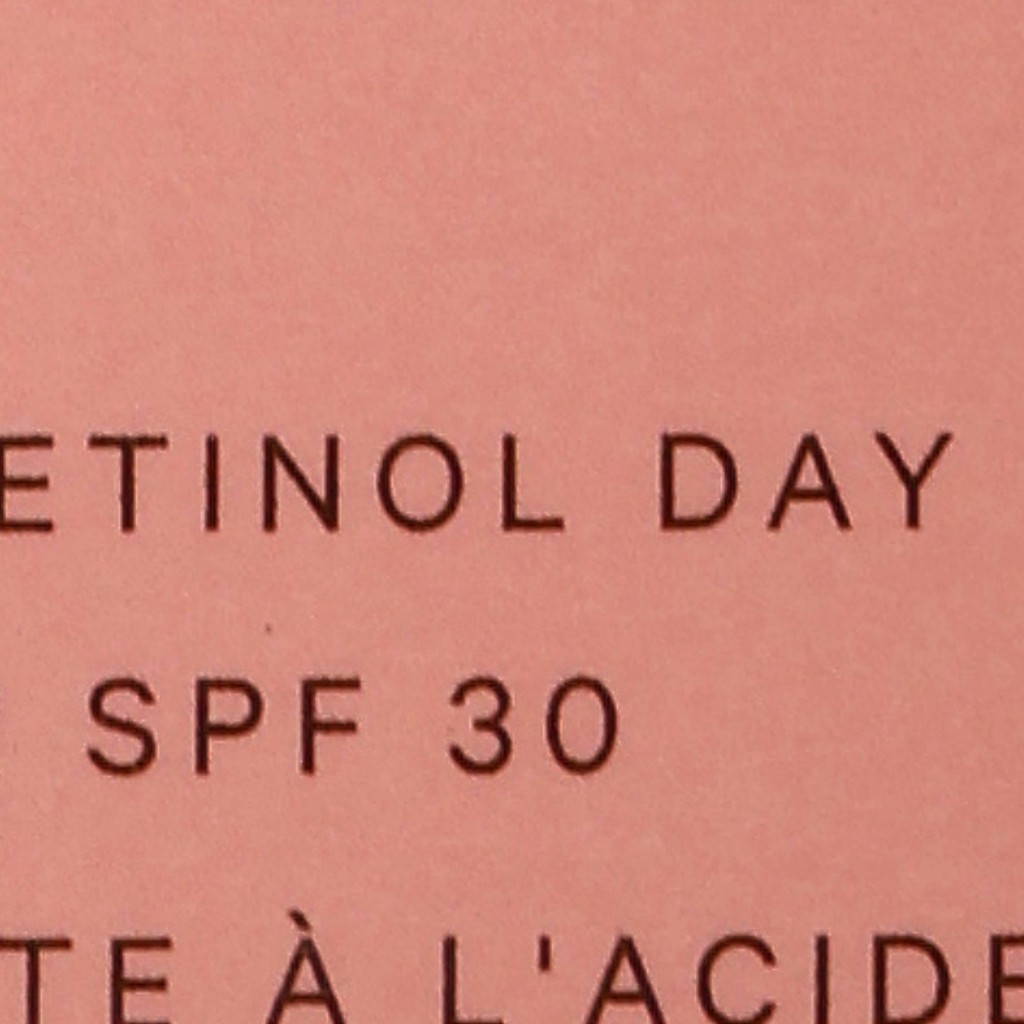 ETINOL DAY
SPF 30
TE À L'ACIDE